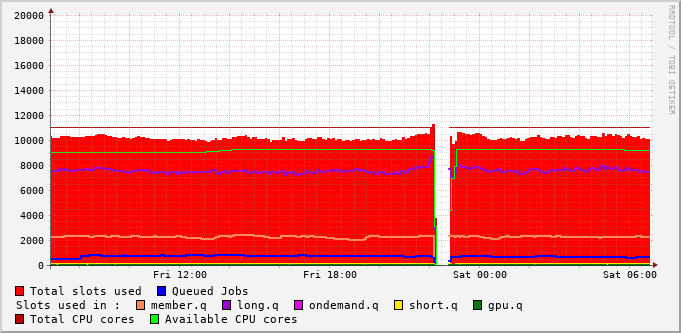 RRDTOOL / TOBI OETIKER
20000
18000
16000
14000
12000
10000
8000
6000
4000
2000
0
Fri 12:00 Fri 18:00 Sat 00:00 Sat 06:00
Total slots used Queued Jobs
Slots used in : member.q long.q ondemand.q short.q gpu.q
Total CPU cores Available CPU cores